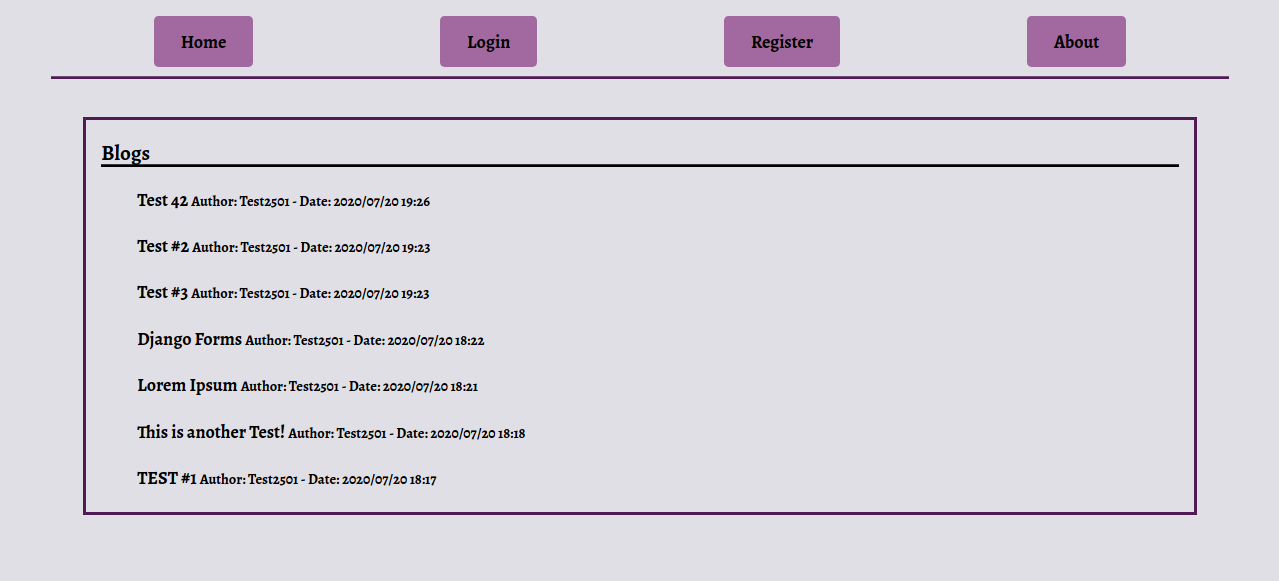 Home Login Register About
Blogs
Test 42 Author: Test2501 - Date: 2020/07/20 19:26
Test #2 Author: Test2501 - Date: 2020/07/20 19:23
Test #3 Author: Test2501 - Date: 2020/07/20 19:23
Django Forms Author: Test2501 - Date: 2020/07/20 18:22
Lorem Ipsum Author: Test2501 - Date: 2020/07/20 18:21
This is another Test! Author: Test2501 - Date: 2020/07/20 18:18
TEST #1 Author: Test2501 - Date: 2020/07/20 18:17